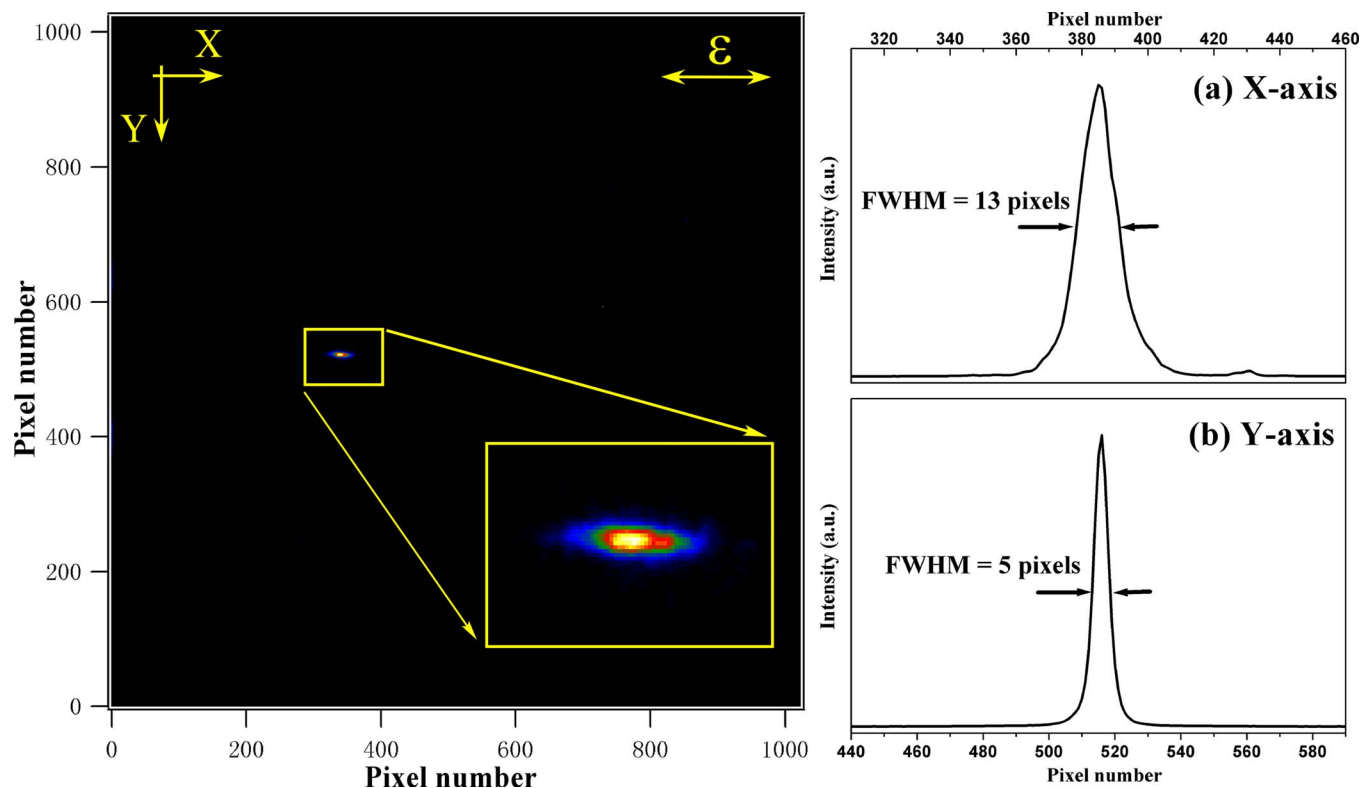 1000
800
600
400
200
0
Pixel number
X
Y
ε
0 200 400 600 800 1000
Pixel number
Pixel number
320 340 360 380 400 420 440 460
(a) X-axis
FWHM = 13 pixels
Intensity (a.u.)
(b) Y-axis
FWHM = 5 pixels
Intensity (a.u.)
440 460 480 500 520 540 560 580
Pixel number